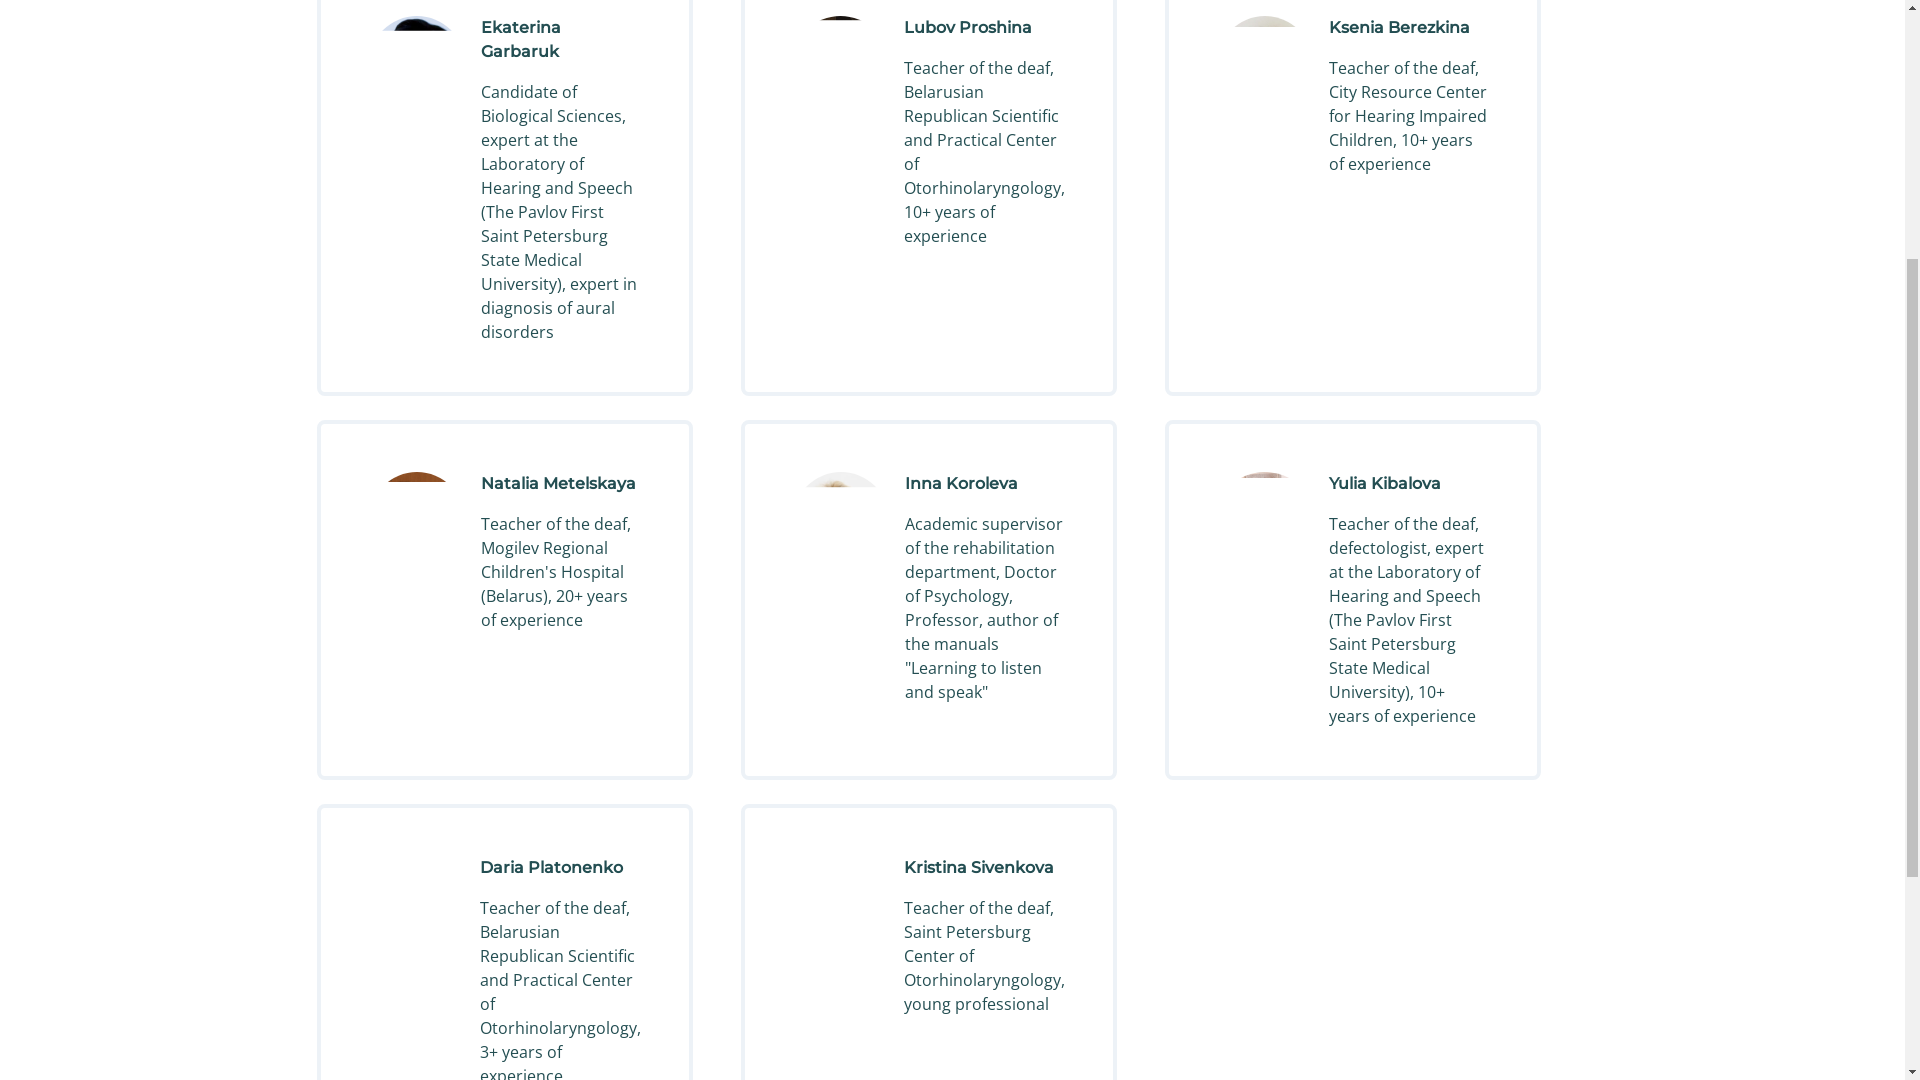 Ekaterina
Garbaruk
Candidate of
Biological Sciences,
expert at the
Laboratory of
Hearing and Speech
(The Pavlov First
Saint Petersburg
State Medical
University), expert in
diagnosis of aural
disorders
Lubov Proshina
Teacher of the deaf,
Belarusian
Republican Scientific
and Practical Center
of
Otorhinolaryngology,
10+ years of
experience
Ksenia Berezkina
Teacher of the deaf,
City Resource Center
for Hearing Impaired
Children, 10+ years
of experience
Natalia Metelskaya
Teacher of the deaf,
Mogilev Regional
Children's Hospital
(Belarus), 20+ years
of experience
Inna Koroleva
Academic supervisor
of the rehabilitation
department, Doctor
of Psychology,
Professor, author of
the manuals
"Learning to listen
and speak"
Yulia Kibalova
Teacher of the deaf,
defectologist, expert
at the Laboratory of
Hearing and Speech
(The Pavlov First
Saint Petersburg
State Medical
University), 10+
years of experience
Daria Platonenko
Teacher of the deaf,
Belarusian
Republican Scientific
and Practical Center
of
Otorhinolaryngology,
3+ years of
experience
Kristina Sivenkova
Teacher of the deaf,
Saint Petersburg
Center of
Otorhinolaryngology,
young professional